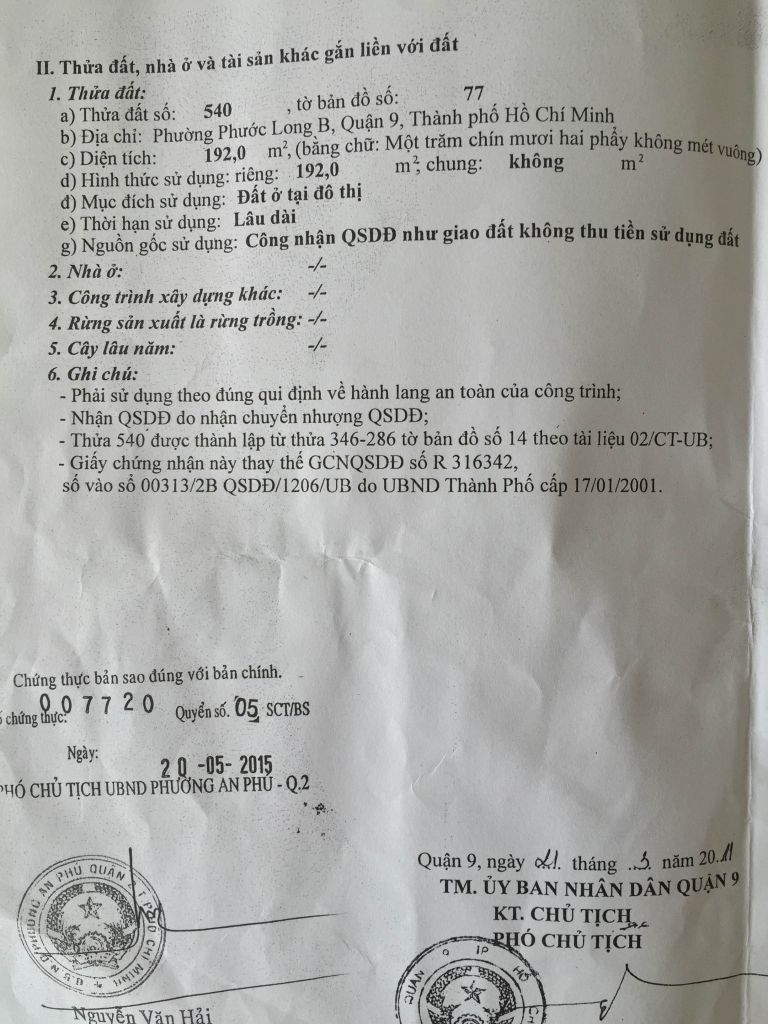 II. Thửa đất, nhà ở và tài sản khác gắn liền với đất
1. Thửa đất:
a) Thửa đất số: 540 , tờ bản đồ số: 77
b) Địa chỉ: Phường Phước Long B, Quận 9, Thành phố Hồ Chí Minh
c) Diện tích: 192,0 m², (bằng chữ: Một trăm chín mươi hai phẩy không mét vuông)
d) Hình thức sử dụng: riêng: 192,0 m², chung: không m²
đ) Mục đích sử dụng: Đất ở tại đô thị
e) Thời hạn sử dụng: Lâu dài
g) Nguồn gốc sử dụng: Công nhận QSDĐ như giao đất không thu tiền sử dụng đất
2. Nhà ở: -/-
3. Công trình xây dựng khác: -/-
4. Rừng sản xuất là rừng trồng: -/-
5. Cây lâu năm: -/-
6. Ghi chú:
- Phải sử dụng theo đúng qui định về hành lang an toàn của công trình;
- Nhận QSDĐ do nhận chuyển nhượng QSDĐ;
- Thửa 540 được thành lập từ thửa 346-286 tờ bản đồ số 14 theo tài liệu 02/CT-UB;
- Giấy chứng nhận này thay thế GCNQSDĐ số R 316342,
số vào sổ 00313/2B QSDĐ/1206/UB do UBND Thành Phố cấp 17/01/2001.
Chứng thực bản sao đúng với bản chính.
ố chứng thực: 007720 Quyển số. 05 SCT/BS
Ngày: 20-05-2015
PHÓ CHỦ TỊCH UBND PHƯỜNG AN PHÚ - Q.2
U.B.N.D PHƯỜNG AN PHÚ QUẬN 2 T.P HỒ CHÍ MINH
Nguyễn Văn Hải
Quận 9, ngày 21 tháng 3 năm 2011
TM. ỦY BAN NHÂN DÂN QUẬN 9
KT. CHỦ TỊCH
PHÓ CHỦ TỊCH
QUẬN 9 TP HỒ